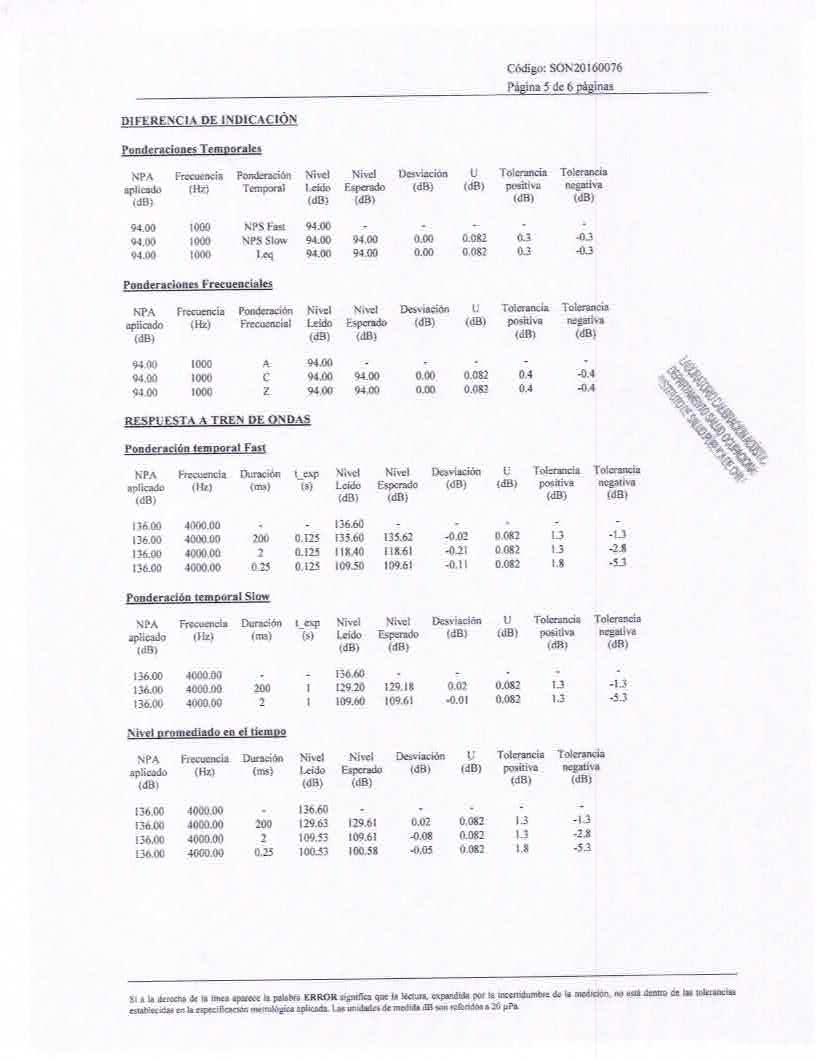 Código: SON20160076
Página 5 de 6 páginas
DIFERENCIA DE INDICACIÓN
Ponderaciones Temporales
NPA Frecuencia Ponderación Nivel Nivel Desviación U Tolerancia Tolerancia
aplicado (Hz) Temporal Leído Esperado (dB) (dB) positiva negativa
(dB) (dB) (dB) (dB) (dB)
94.00 1000 NPS Fast 94.00 - - - - -
94.00 1000 NPS Slow 94.00 94.00 0.00 0.082 0.3 -0.3
94.00 1000 Leq 94.00 94.00 0.00 0.082 0.3 -0.3
Ponderaciones Frecuenciales
NPA Frecuencia Ponderación Nivel Nivel Desviación U Tolerancia Tolerancia
aplicado (Hz) Frecuencial Leído Esperado (dB) (dB) positiva negativa
(dB) (dB) (dB) (dB) (dB)
94.00 1000 A 94.00 - - - - -
94.00 1000 C 94.00 94.00 0.00 0.082 0.4 -0.4
94.00 1000 Z 94.00 94.00 0.00 0.082 0.4 -0.4
LABORATORIO CALIBRACION ACUSTIC
DEPARTAMENTO SALUD OCUPACIONAL
INSTITUTO DE SALUD PUBLICA DE CHILE
RESPUESTA A TREN DE ONDAS
Ponderación temporal Fast
NPA Frecuencia Duración t_exp Nivel Nivel Desviación U Tolerancia Tolerancia
aplicado (Hz) (ms) (s) Leído Esperado (dB) (dB) positiva negativa
(dB) (dB) (dB) (dB) (dB)
136.00 4000.00 - - 136.60 - - - - -
136.00 4000.00 200 0.125 135.60 135.62 -0.02 0.082 1.3 -1.3
136.00 4000.00 2 0.125 118.40 118.61 -0.21 0.082 1.3 -2.8
136.00 4000.00 0.25 0.125 109.50 109.61 -0.11 0.082 1.8 -5.3
Ponderación temporal Slow
NPA Frecuencia Duración t_exp Nivel Nivel Desviación U Tolerancia Tolerancia
aplicado (Hz) (ms) (s) Leído Esperado (dB) (dB) positiva negativa
(dB) (dB) (dB) (dB) (dB)
136.00 4000.00 - - 136.60 - - - - -
136.00 4000.00 200 1 129.20 129.18 0.02 0.082 1.3 -1.3
136.00 4000.00 2 1 109.60 109.61 -0.01 0.082 1.3 -5.3
Nivel promediado en el tiempo
NPA Frecuencia Duración Nivel Nivel Desviación U Tolerancia Tolerancia
aplicado (Hz) (ms) Leído Esperado (dB) (dB) positiva negativa
(dB) (dB) (dB) (dB) (dB)
136.00 4000.00 - 136.60 - - - - -
136.00 4000.00 200 129.63 129.61 0.02 0.082 1.3 -1.3
136.00 4000.00 2 109.53 109.61 -0.08 0.082 1.3 -2.8
136.00 4000.00 0.25 100.53 100.58 -0.05 0.082 1.8 -5.3
Si a la derecha de la línea aparece la palabra ERROR significa que la lectura, expandida por la incertidumbre de la medición, no está dentro de las tolerancias
establecidas en la especificación metrológica aplicada. Las unidades de medida dB son referidos a 20 µPa.